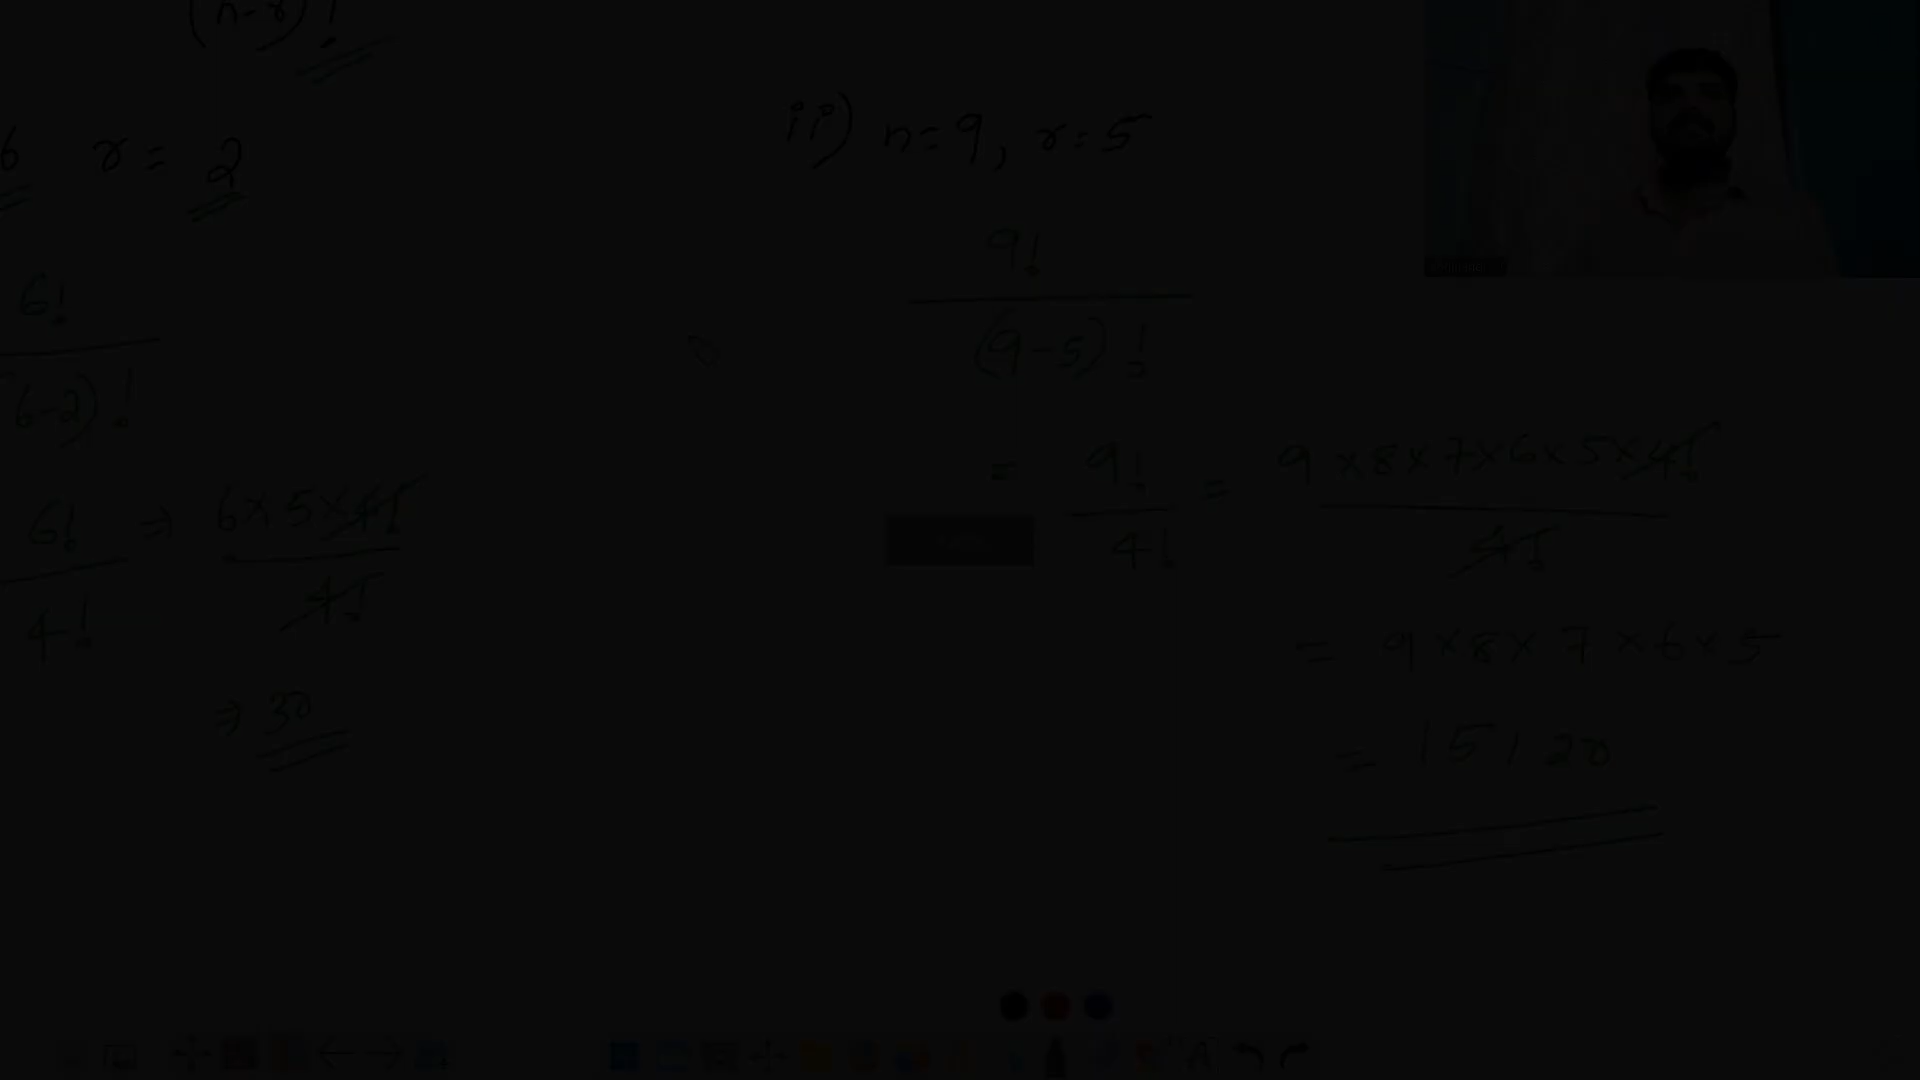 (n-r)!
6 r = 2
6!
(6-2)!
6! ⇒ 6×5×4!
4! 4!
⇒ 30
ii) n=9, r=5
9!
(9-5)!
= 9! = 9×8×7×6×5×4!
4! 4!
= 9×8×7×6×5
= 15120